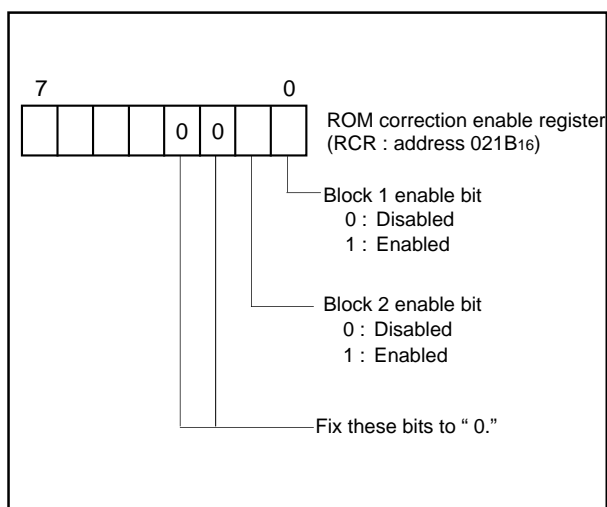 7 0
0 0
ROM correction enable register
(RCR : address 021B16)
Block 1 enable bit
0 : Disabled
1 : Enabled
Block 2 enable bit
0 : Disabled
1 : Enabled
Fix these bits to “ 0.”